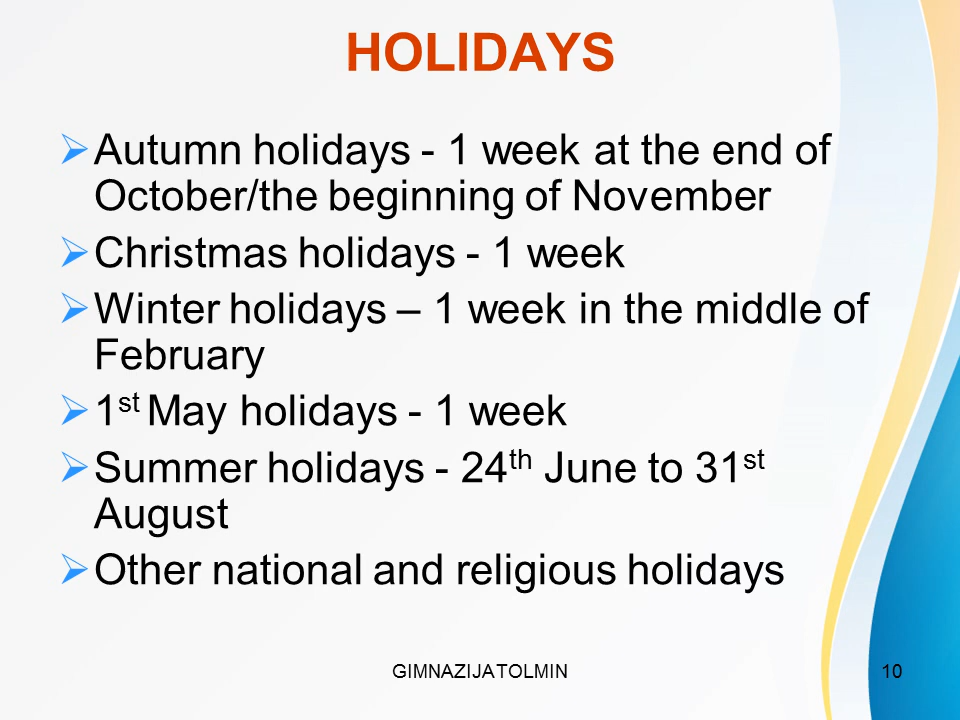 HOLIDAYS
Autumn holidays - 1 week at the end of
October/the beginning of November
Christmas holidays - 1 week
Winter holidays – 1 week in the middle of
February
1st May holidays - 1 week
Summer holidays - 24th June to 31st
August
Other national and religious holidays
GIMNAZIJA TOLMIN 10